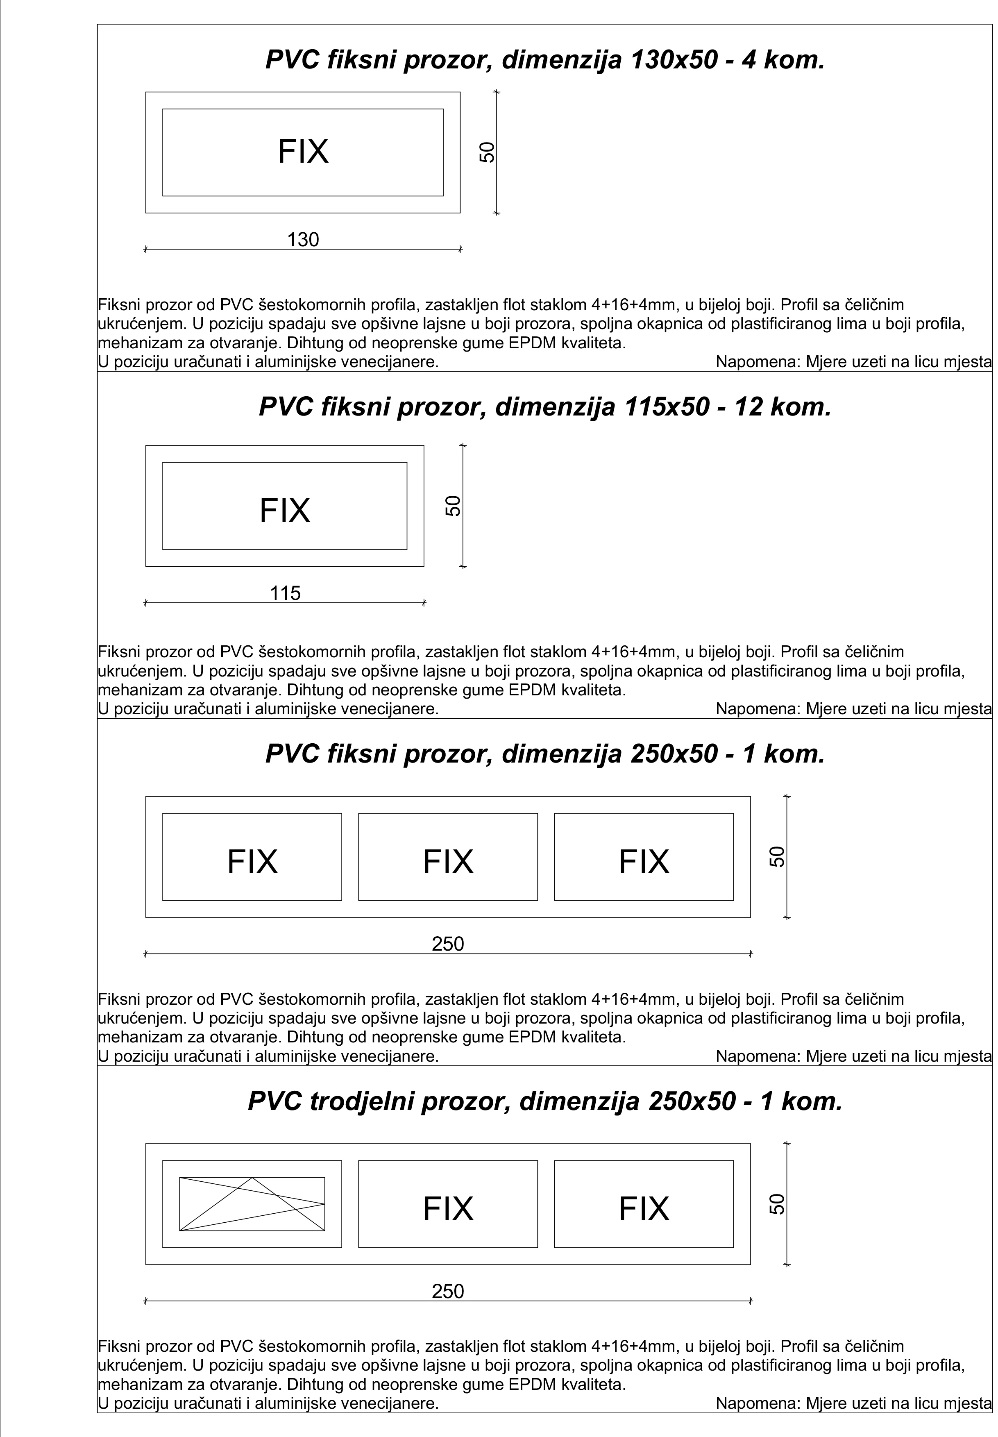 PVC fiksni prozor, dimenzija 130x50 - 4 kom.
FIX
50
130
Fiksni prozor od PVC šestokomornih profila, zastakljen flot staklom 4+16+4mm, u bijeloj boji. Profil sa čeličnim
ukrućenjem. U poziciju spadaju sve opšivne lajsne u boji prozora, spoljna okapnica od plastificiranog lima u boji profila,
mehanizam za otvaranje. Dihtung od neoprenske gume EPDM kvaliteta.
U poziciju uračunati i aluminijske venecijanere. Napomena: Mjere uzeti na licu mjesta
PVC fiksni prozor, dimenzija 115x50 - 12 kom.
FIX
50
115
Fiksni prozor od PVC šestokomornih profila, zastakljen flot staklom 4+16+4mm, u bijeloj boji. Profil sa čeličnim
ukrućenjem. U poziciju spadaju sve opšivne lajsne u boji prozora, spoljna okapnica od plastificiranog lima u boji profila,
mehanizam za otvaranje. Dihtung od neoprenske gume EPDM kvaliteta.
U poziciju uračunati i aluminijske venecijanere. Napomena: Mjere uzeti na licu mjesta
PVC fiksni prozor, dimenzija 250x50 - 1 kom.
FIX FIX FIX
50
250
Fiksni prozor od PVC šestokomornih profila, zastakljen flot staklom 4+16+4mm, u bijeloj boji. Profil sa čeličnim
ukrućenjem. U poziciju spadaju sve opšivne lajsne u boji prozora, spoljna okapnica od plastificiranog lima u boji profila,
mehanizam za otvaranje. Dihtung od neoprenske gume EPDM kvaliteta.
U poziciju uračunati i aluminijske venecijanere. Napomena: Mjere uzeti na licu mjesta
PVC trodjelni prozor, dimenzija 250x50 - 1 kom.
FIX FIX
50
250
Fiksni prozor od PVC šestokomornih profila, zastakljen flot staklom 4+16+4mm, u bijeloj boji. Profil sa čeličnim
ukrućenjem. U poziciju spadaju sve opšivne lajsne u boji prozora, spoljna okapnica od plastificiranog lima u boji profila,
mehanizam za otvaranje. Dihtung od neoprenske gume EPDM kvaliteta.
U poziciju uračunati i aluminijske venecijanere. Napomena: Mjere uzeti na licu mjesta